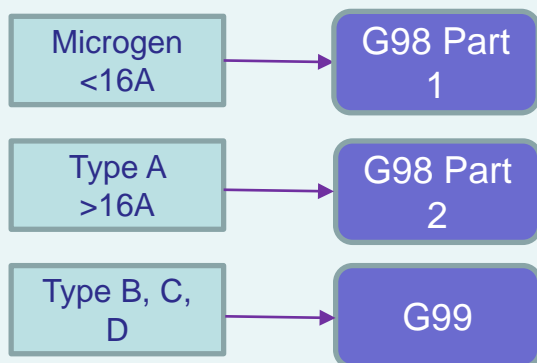 Microgen
<16A
G98 Part
1
Type A
>16A
G98 Part
2
Type B, C,
D
G99